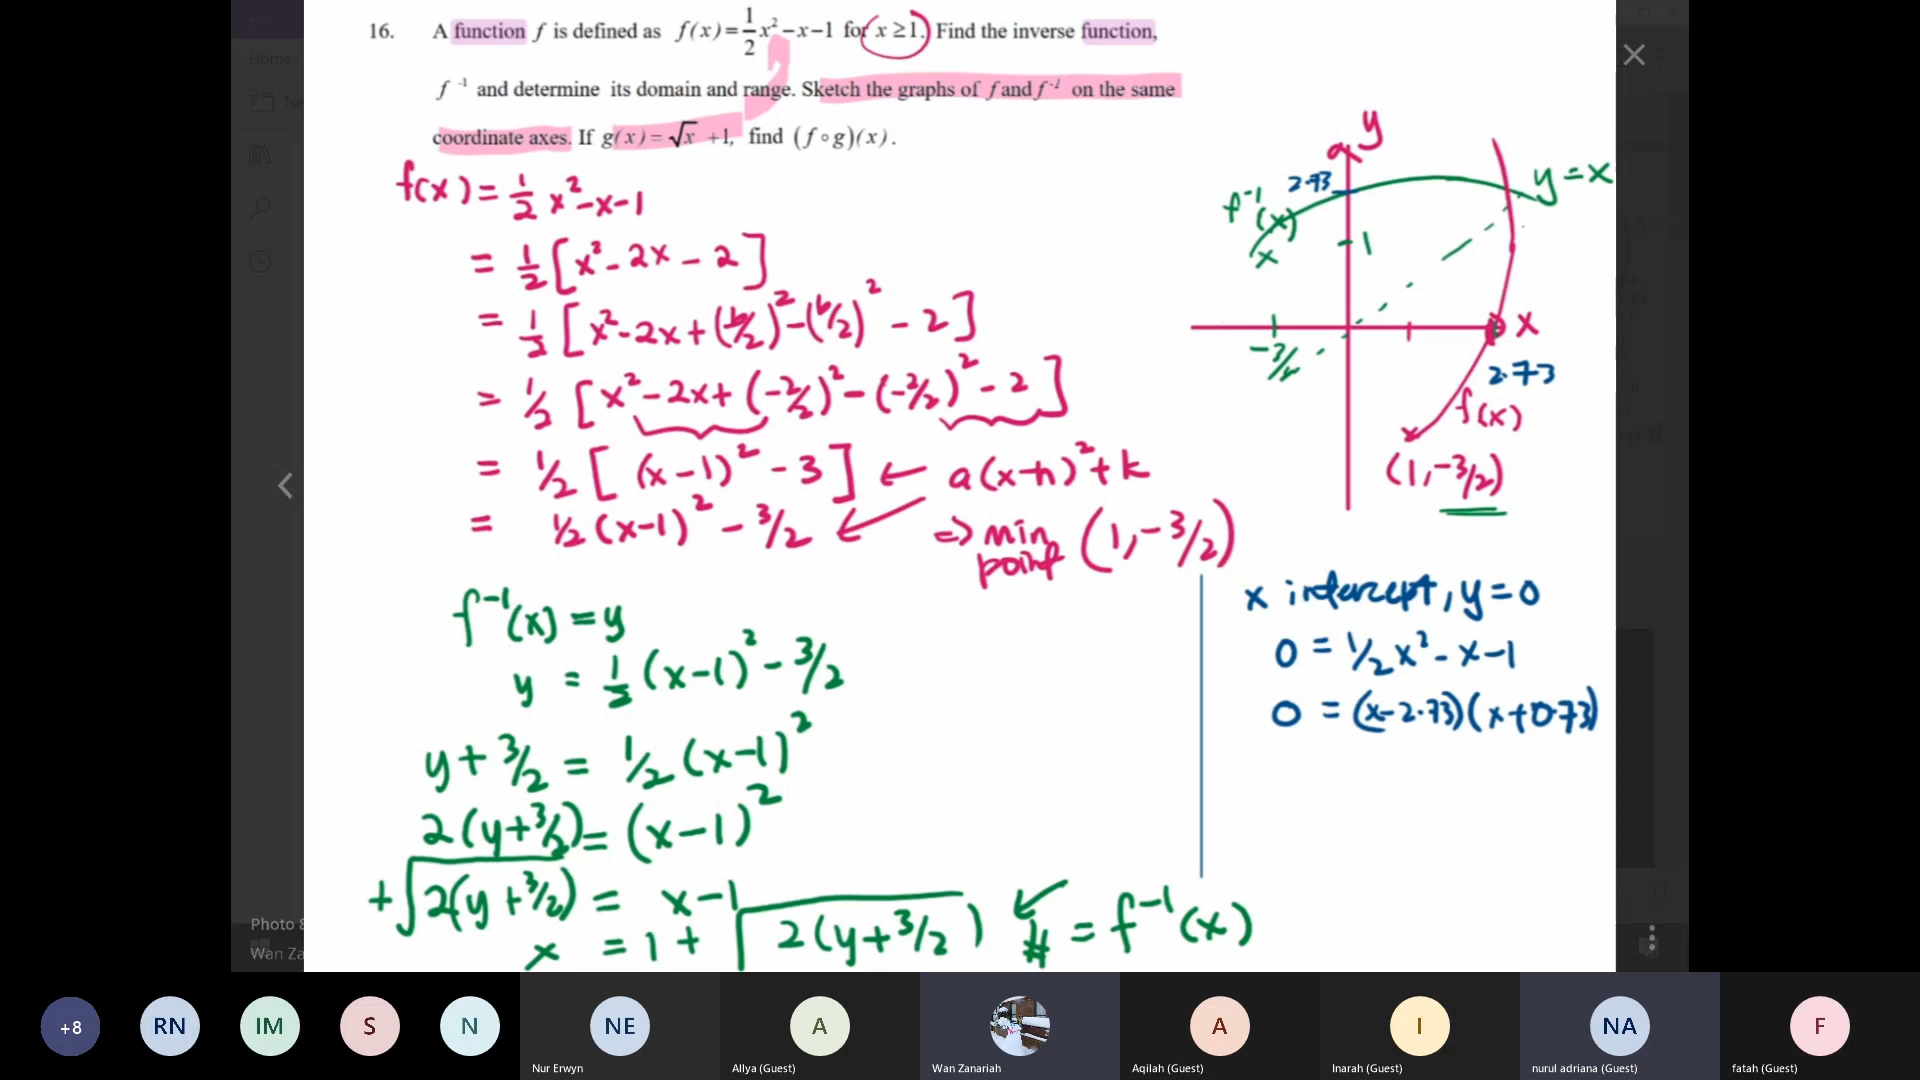 16. A function f is defined as f(x)=1/2x²−x−1 for x≥1. Find the inverse function,
f ⁻¹ and determine its domain and range. Sketch the graphs of f and f⁻¹ on the same
coordinate axes. If g(x)=√x +1, find (f∘g)(x).
f(x) = 1/2 x²-x-1
= 1/2 [x² - 2x - 2]
= 1/2 [x²-2x+(b/2)²-(b/2)² - 2]
= 1/2 [x² -2x+(-2/2)²-(-2/2)² -2]
= 1/2 [(x-1)² -3] ← a(x-h)²+k
= 1/2 (x-1)² - 3/2
=> min point (1,-3/2)
f⁻¹(x) = y
y = 1/2 (x-1)² - 3/2
y+3/2 = 1/2 (x-1)²
2(y+3/2) = (x-1)²
+√2(y+3/2) = x-1
x = 1+√2(y+3/2) = f⁻¹(x)
y
2.73
f⁻¹(x)
x
y=x
1
-3/2
x
2.73
f(x)
(1,-3/2)
x intercept, y=0
0 = 1/2x²-x-1
0 = (x-2.73)(x+0.73)
Home
Ne
Photo 8
Wan Za
+8
RN
IM
S
N
NE
A
A
I
NA
F
Nur Erwyn
Allya (Guest)
Wan Zanariah
Aqilah (Guest)
Inarah (Guest)
nurul adriana (Guest)
fatah (Guest)